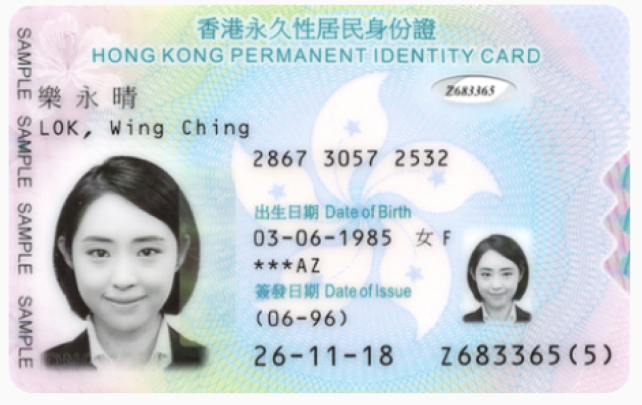 香港永久性居民身份證
HONG KONG PERMANENT IDENTITY CARD
Z683365
樂永晴
LOK, Wing Ching
2867 3057 2532
出生日期 Date of Birth
03-06-1985 女 F
***AZ
簽發日期 Date of Issue
(06-96)
26-11-18 Z683365(5)
SAMPLE SAMPLE SAMPLE SAMPLE